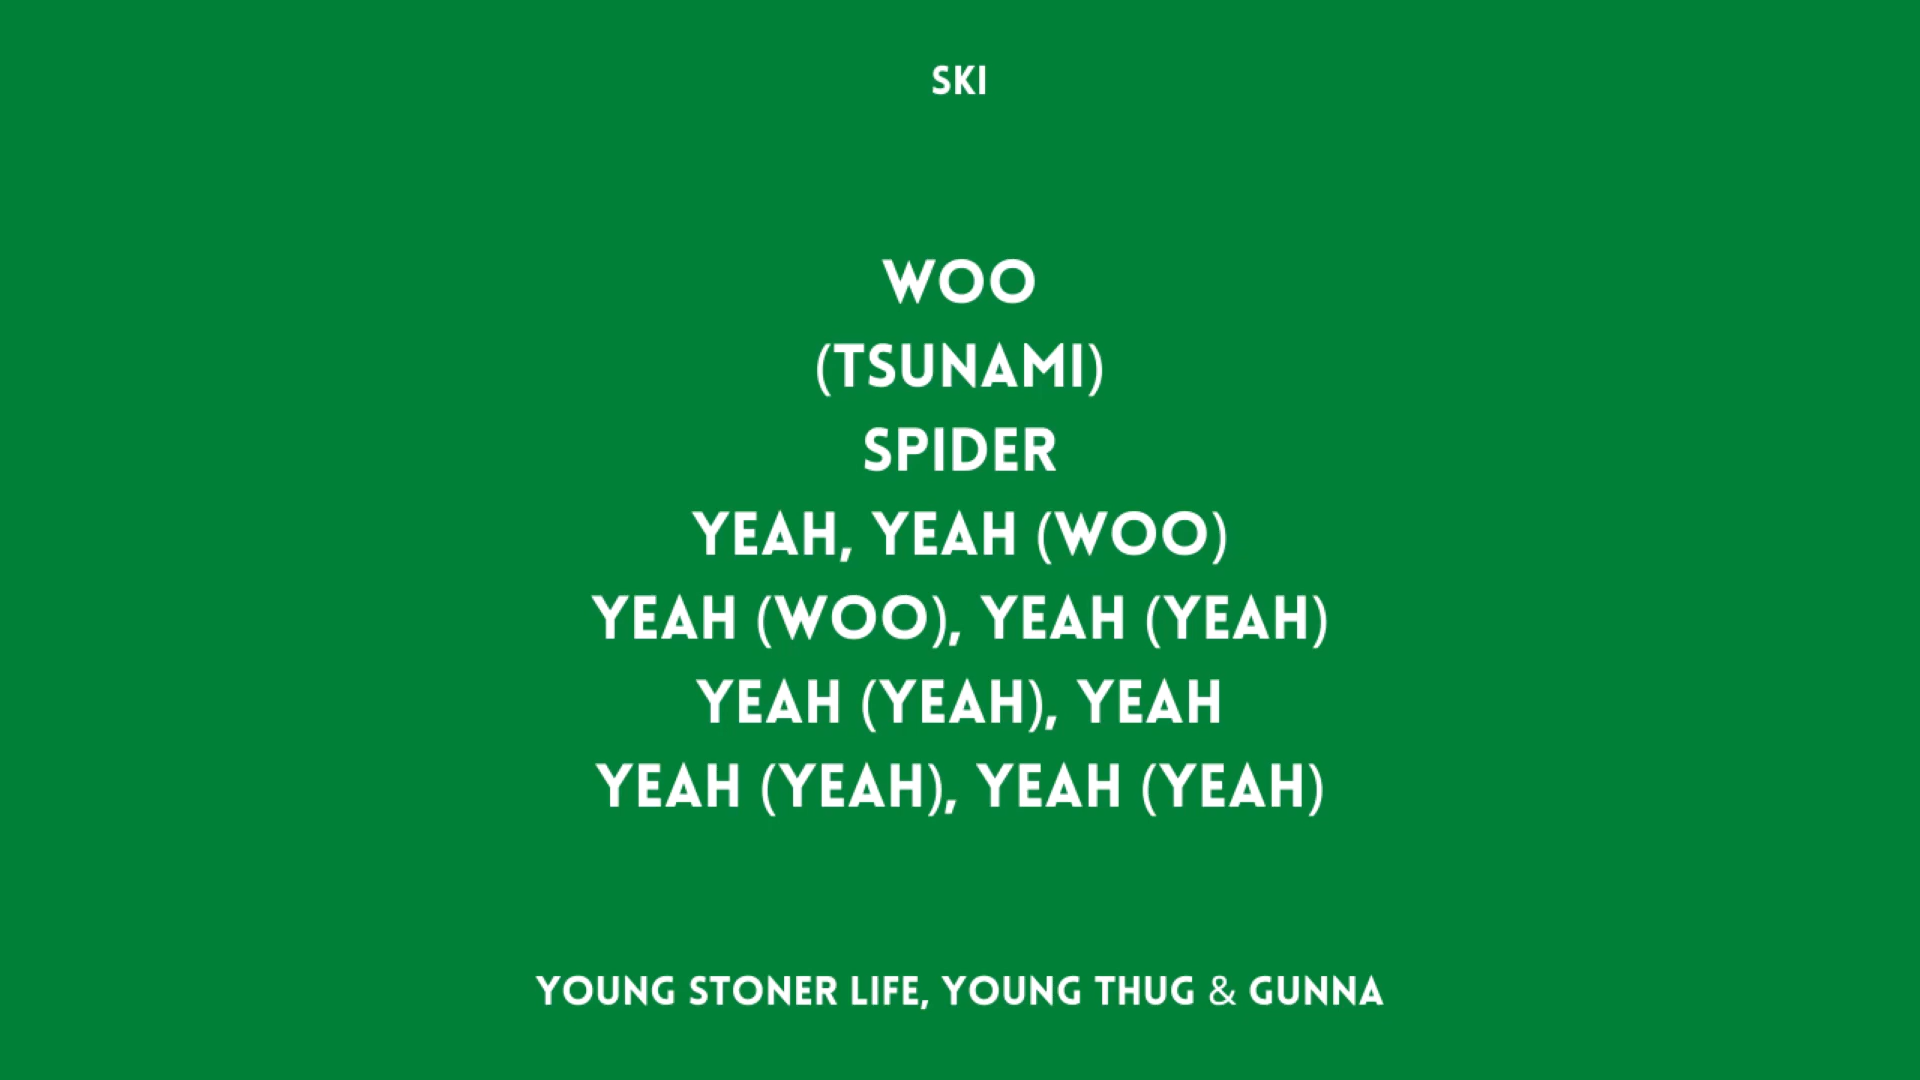 SKI
WOO
(TSUNAMI)
SPIDER
YEAH, YEAH (WOO)
YEAH (WOO), YEAH (YEAH)
YEAH (YEAH), YEAH
YEAH (YEAH), YEAH (YEAH)
YOUNG STONER LIFE, YOUNG THUG & GUNNA